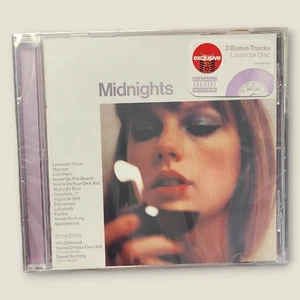 exclusive
3 Bonus Tracks
Lavender Disc
PARENTAL
ADVISORY
EXPLICIT CONTENT
Midnights
Lavender Haze
Maroon
Anti-Hero
Snow On The Beach
You're On Your Own, Kid
Midnight Rain
Question...?
Vigilante Shit
Bejeweled
Labyrinth
Karma
Sweet Nothing
Mastermind
Bonus Tracks
Hits Different
You're On Your Own, Kid
Sweet Nothing